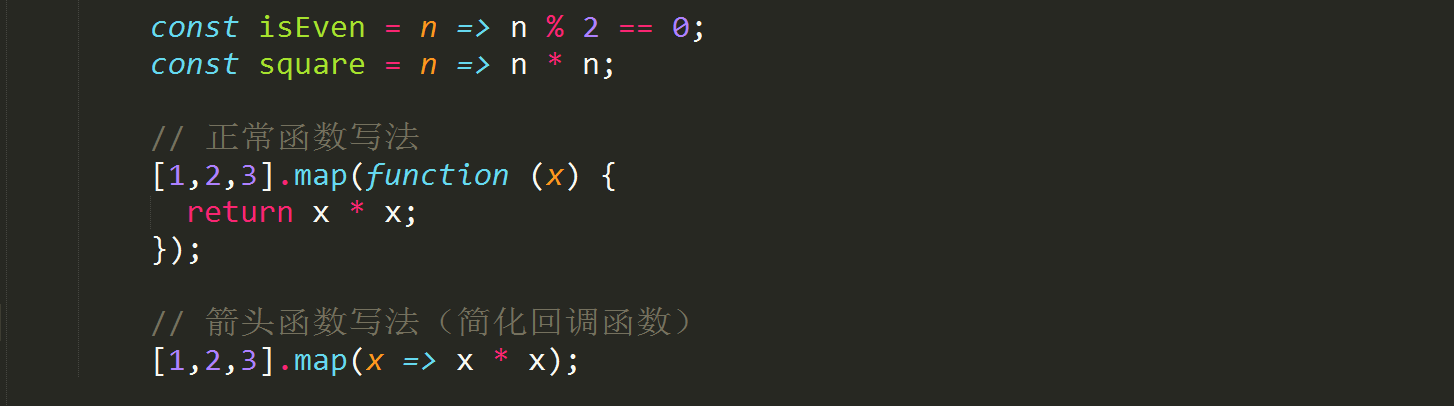 const isEven = n => n % 2 == 0;
const square = n => n * n;
// 正常函数写法
[1,2,3].map(function (x) {
return x * x;
});
// 箭头函数写法（简化回调函数）
[1,2,3].map(x => x * x);